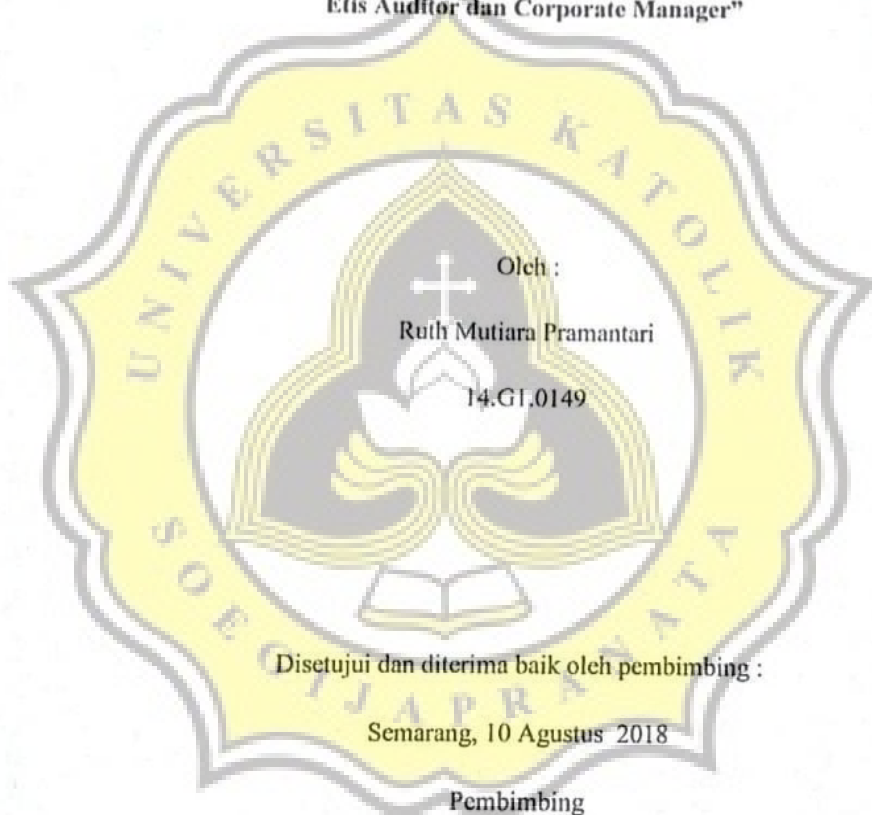 Etis Auditor dan Corporate Manager”
UNIVERSITAS KATOLIK
SOEGIJAPRANATA
Oleh :
Ruth Mutiara Pramantari
14.G1.0149
Disetujui dan diterima baik oleh pembimbing :
Semarang, 10 Agustus 2018
Pembimbing